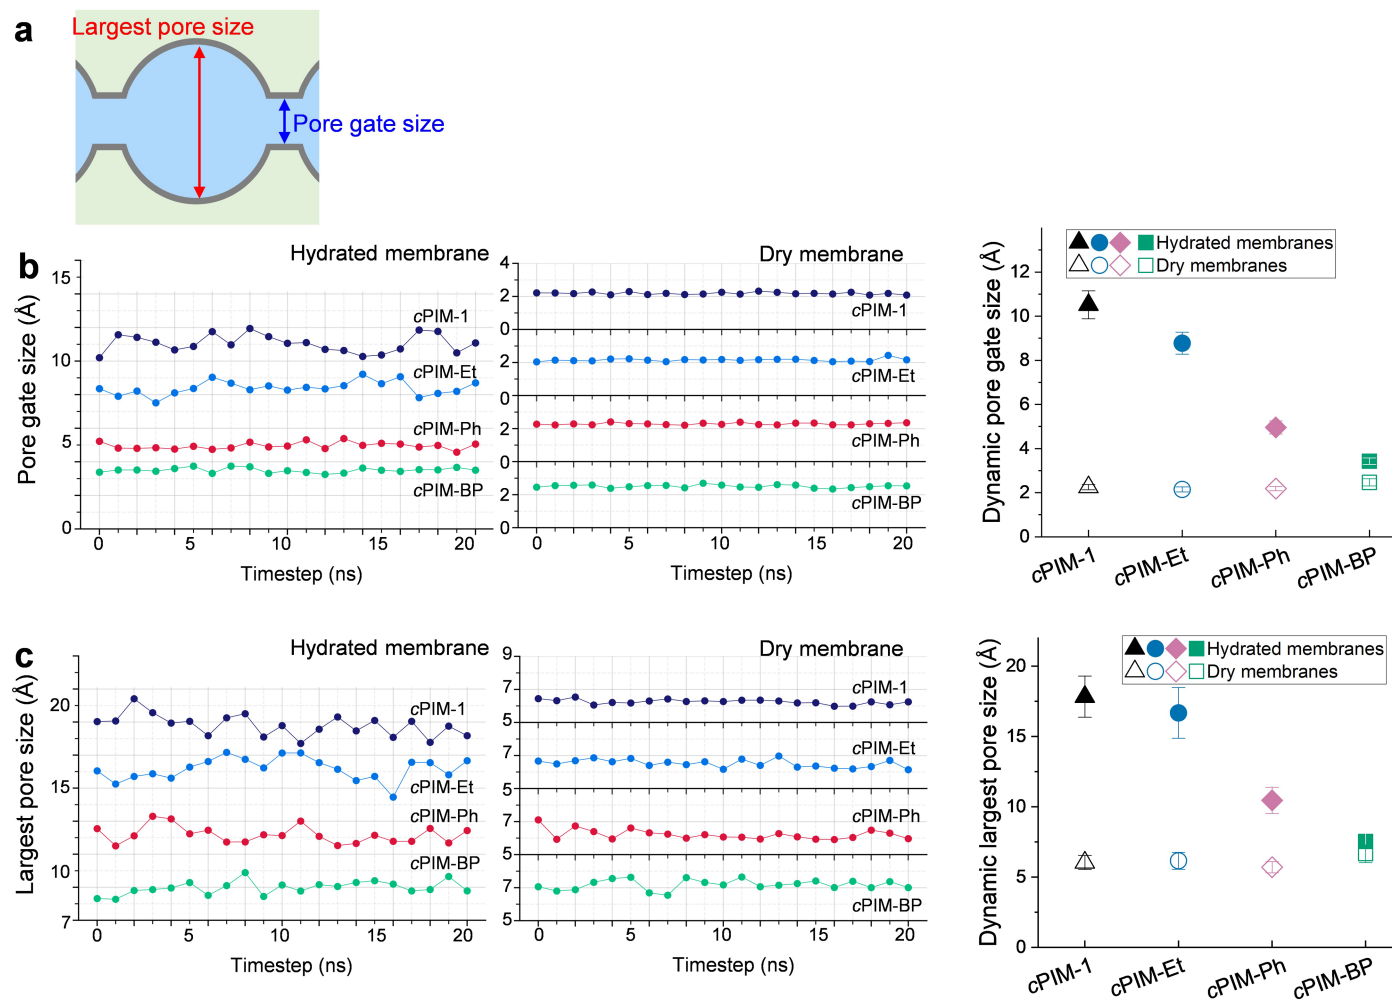 a
Largest pore size
Pore gate size
b
Hydrated membrane
Pore gate size (Å)
15
10
5
0
cPIM-1
cPIM-Et
cPIM-Ph
cPIM-BP
0 5 10 15 20
Timestep (ns)
Dry membrane
4
2
0
cPIM-1
2
0
cPIM-Et
2
0
cPIM-Ph
2
0
cPIM-BP
0 5 10 15 20
Timestep (ns)
Dynamic pore gate size (Å)
Hydrated membranes
Dry membranes
12
10
8
6
4
2
0
cPIM-1 cPIM-Et cPIM-Ph cPIM-BP
c
Hydrated membrane
Largest pore size (Å)
20
15
10
7
cPIM-1
cPIM-Et
cPIM-Ph
cPIM-BP
0 5 10 15 20
Timestep (ns)
Dry membrane
9
7
5
cPIM-1
7
5
cPIM-Et
7
5
cPIM-Ph
7
5
cPIM-BP
0 5 10 15 20
Timestep (ns)
Dynamic largest pore size (Å)
Hydrated membranes
Dry membranes
20
15
10
5
0
cPIM-1 cPIM-Et cPIM-Ph cPIM-BP